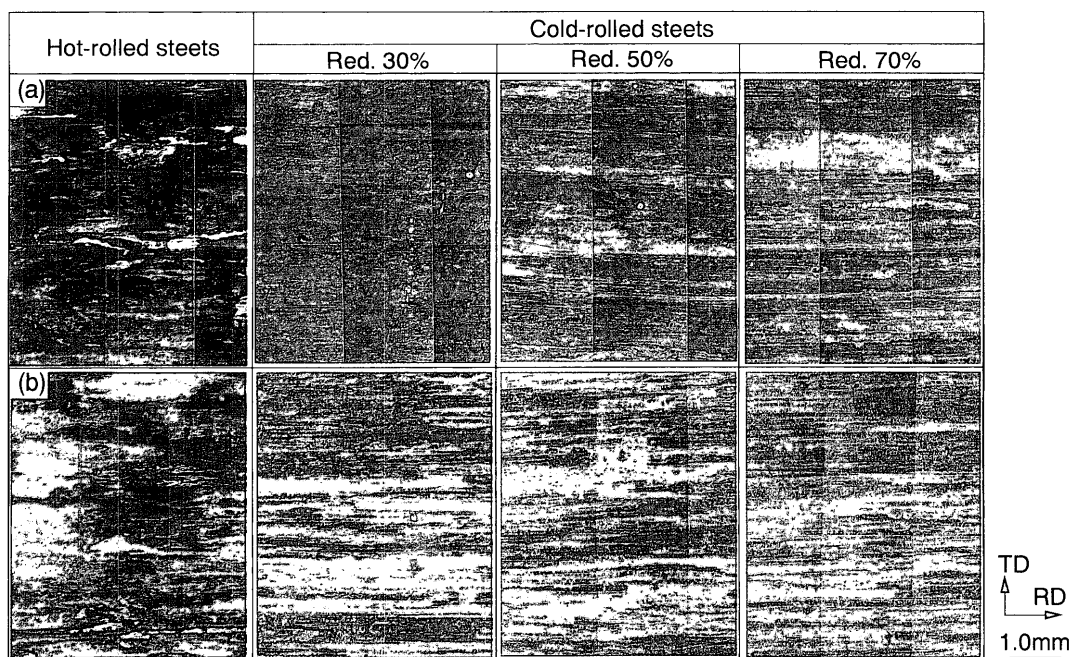 Hot-rolled steets
Cold-rolled steets
Red. 30%
Red. 50%
Red. 70%
(a)
(b)
TD
RD
1.0mm